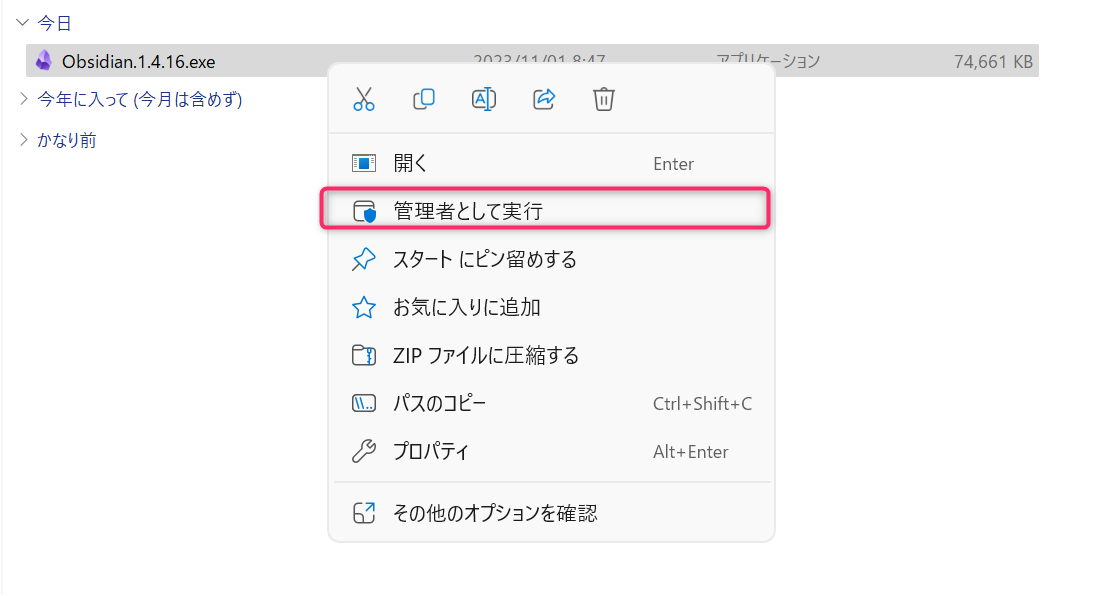 今日
Obsidian.1.4.16.exe 2023/11/01 8:47 アプリケーション 74,661 KB
今年に入って (今月は含めず)
かなり前
開く Enter
管理者として実行
スタート にピン留めする
お気に入りに追加
ZIP ファイルに圧縮する
パスのコピー Ctrl+Shift+C
プロパティ Alt+Enter
その他のオプションを確認